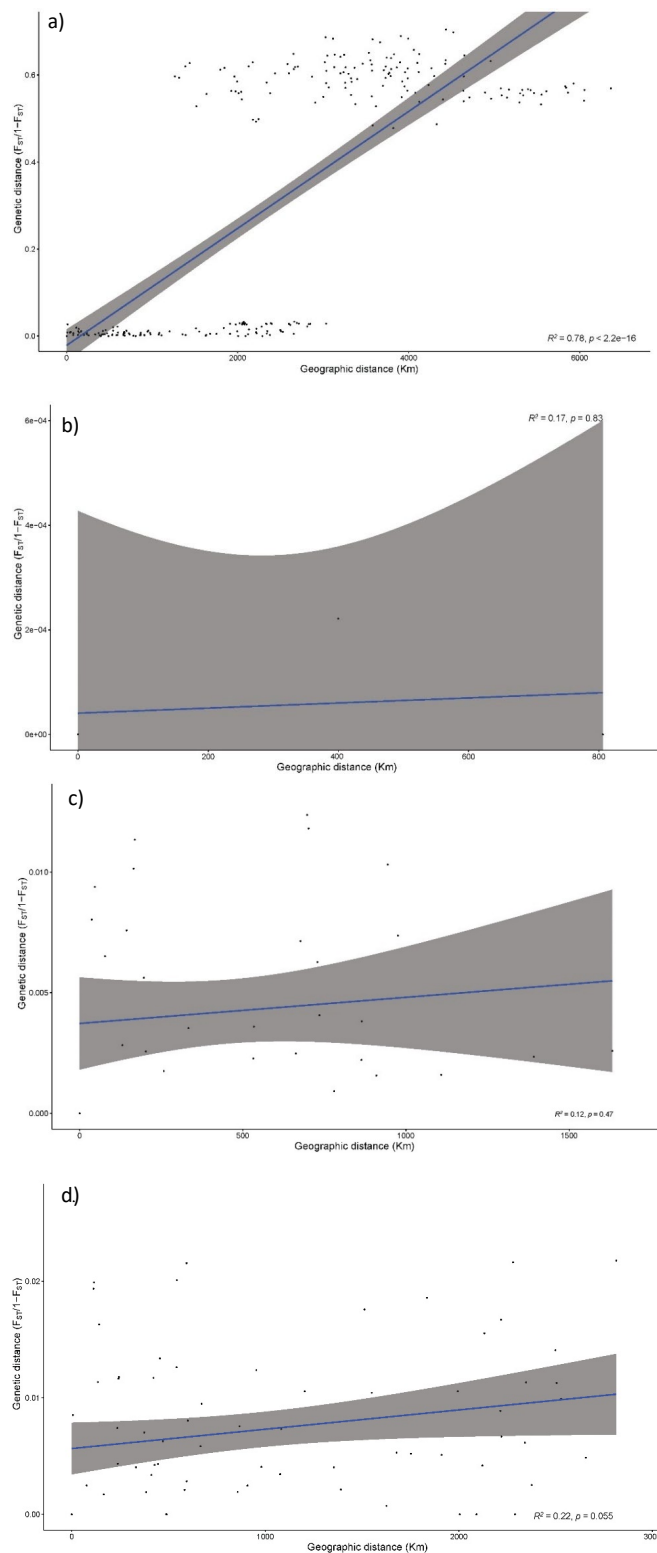 a)
Genetic distance (FST/1−FST)
0.6
0.4
0.2
0.0
0
2000
4000
6000
Geographic distance (Km)
R² = 0.78, p < 2.2e−16
b)
Genetic distance (FST/1−FST)
6e−04
4e−04
2e−04
0e+00
0
200
400
600
800
Geographic distance (Km)
R² = 0.17, p = 0.83
c)
Genetic distance (FST/1−FST)
0.010
0.005
0.000
0
500
1000
1500
Geographic distance (Km)
R² = 0.12, p = 0.47
d.)
Genetic distance (FST/1−FST)
0.02
0.01
0.00
0
1000
2000
300
Geographic distance (Km)
R² = 0.22, p = 0.055